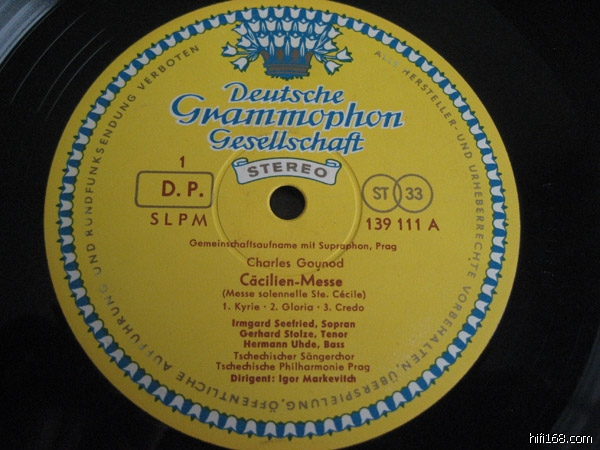 Deutsche
Grammophon
Gesellschaft
STEREO
1
D. P.
SLPM
ST 33
139 111 A
Gemeinschaftsaufname mit Supraphon, Prag
Charles Gounod
Cäcilien-Messe
(Messe solennelle Ste. Cécile)
1. Kyrie · 2. Gloria · 3. Credo
Irmgard Seefried, Sopran
Gerhard Stolze, Tenor
Hermann Uhde, Bass
Tschechischer Sängerchor
Tschechische Philharmonie Prag
Dirigent: Igor Markevitch
ALLE HERSTELLER- UND URHEBERRECHTE VORBEHALTEN, ÜBERSPIELUNG, ÖFFENTLICHE AUFFÜHRUNG UND RUNDFUNKSENDUNG VERBOTEN
hifi168.com